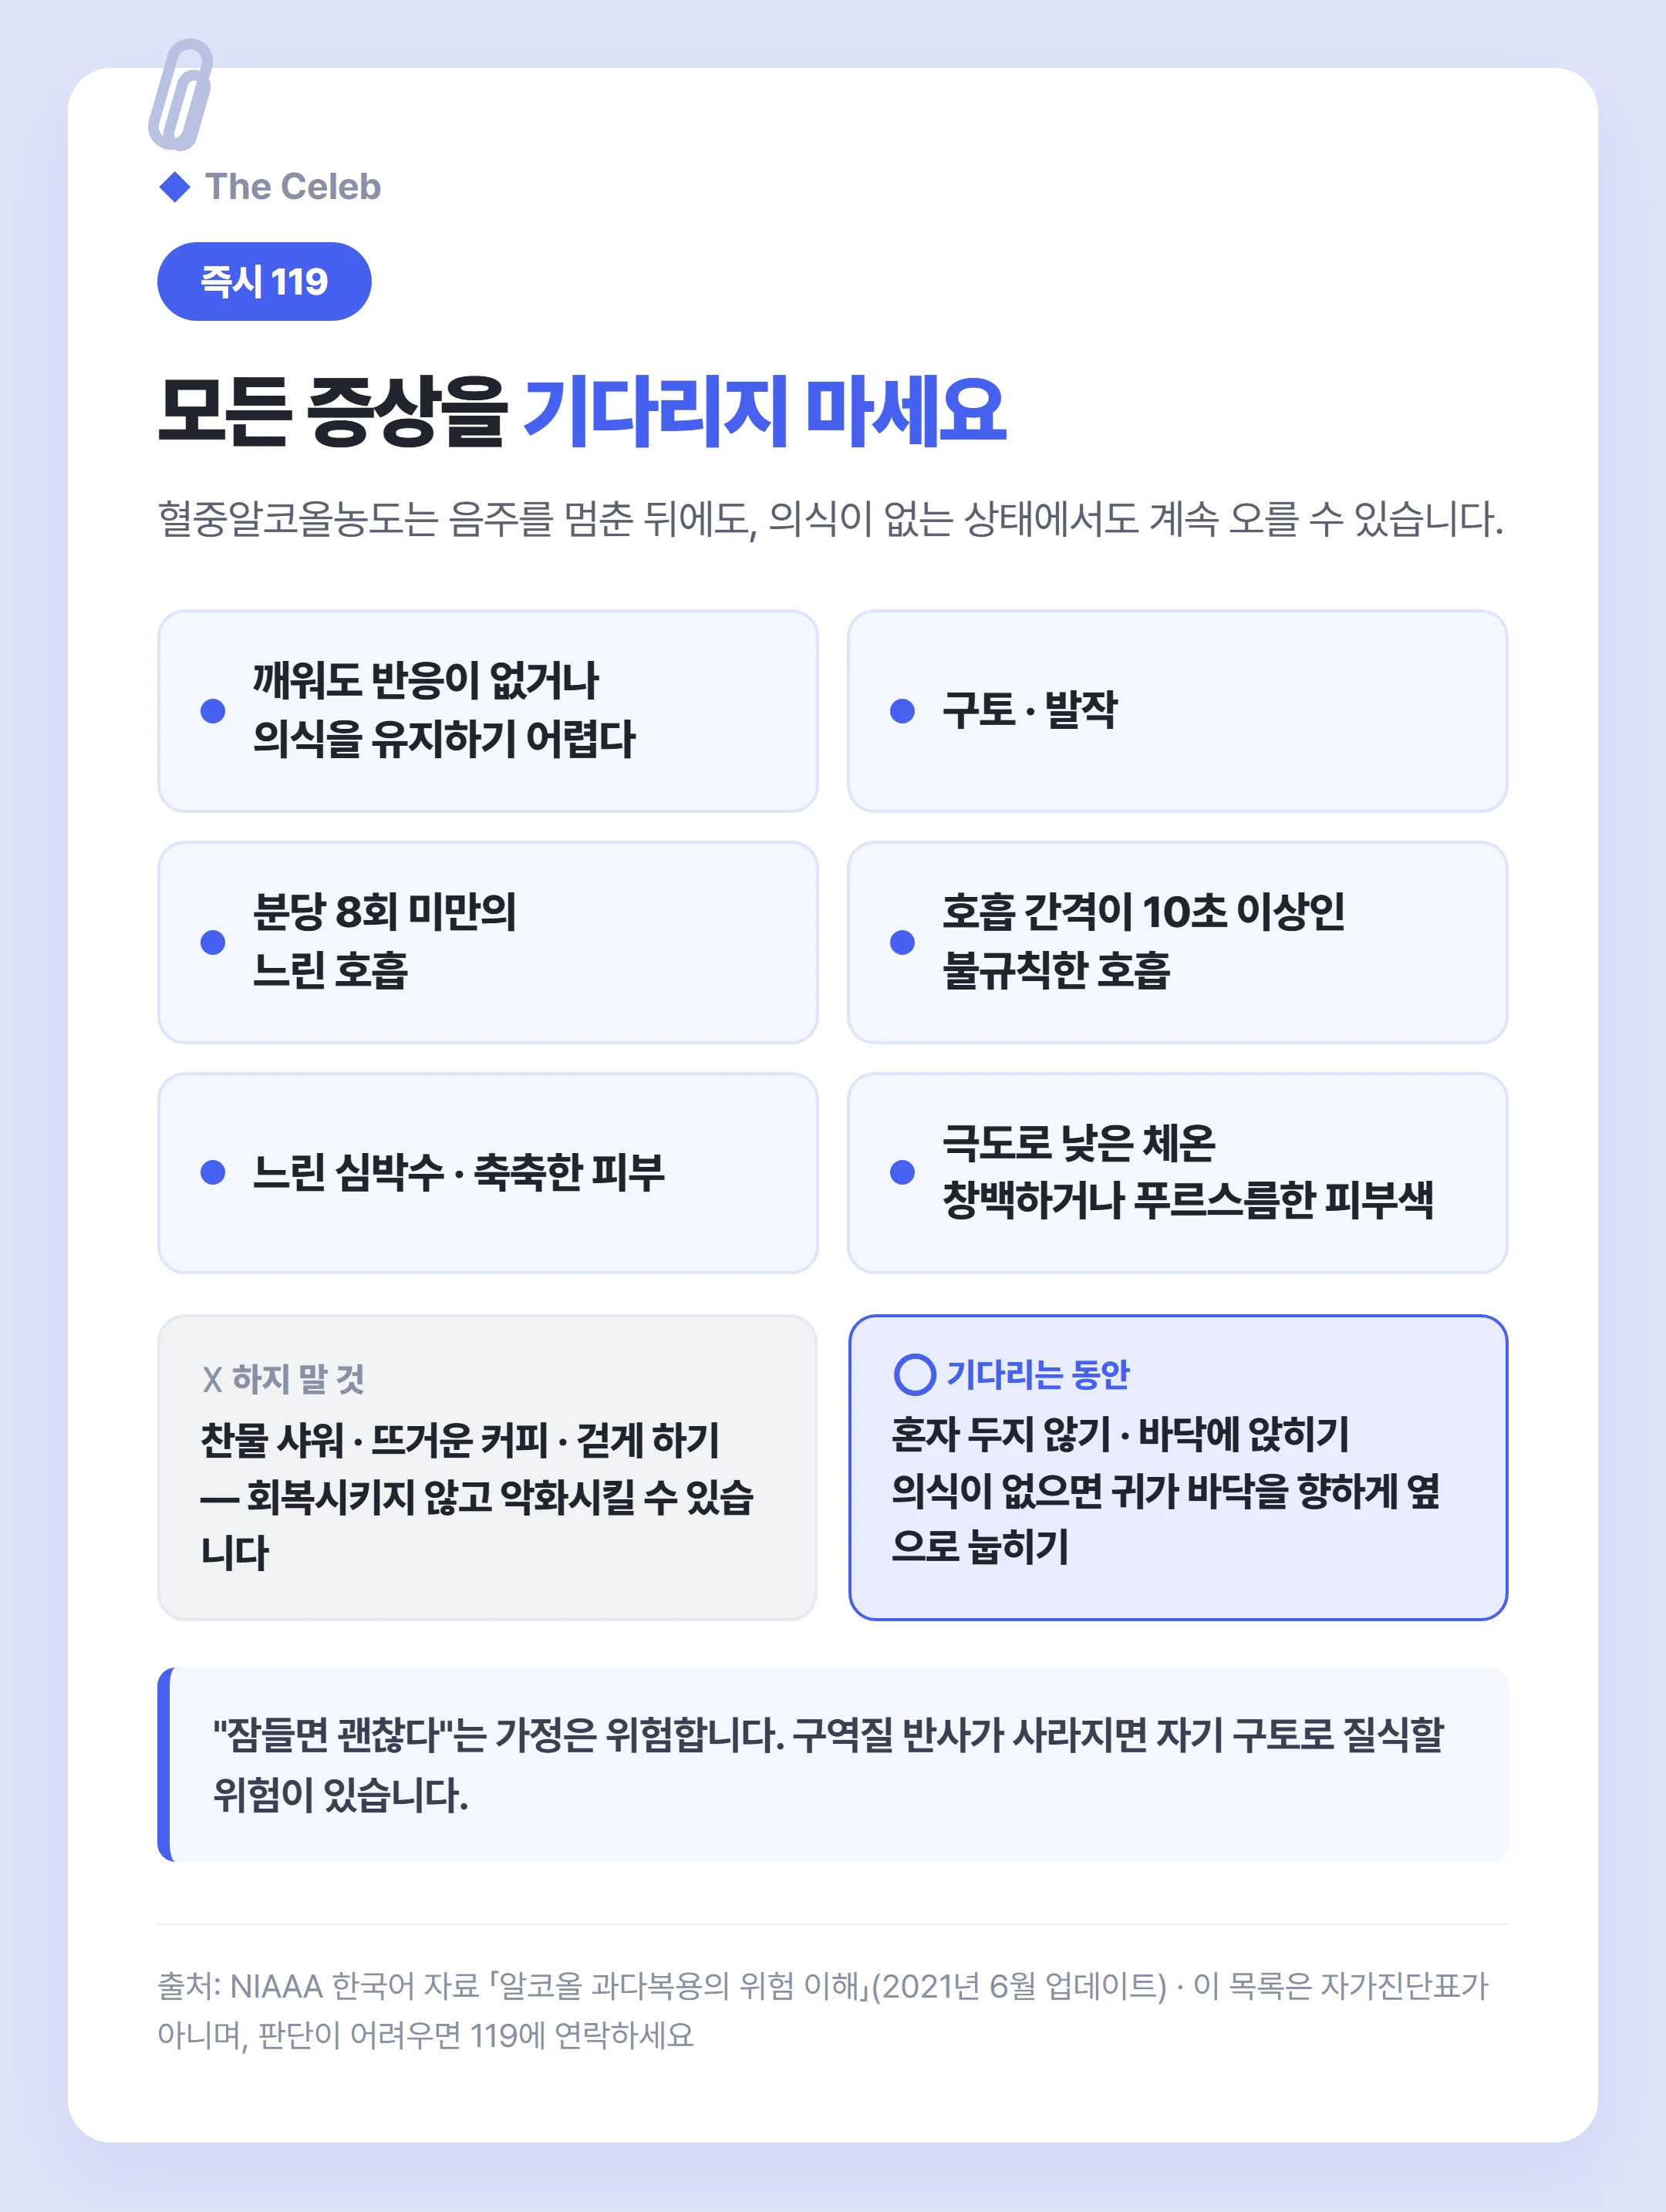 The Celeb
즉시 119
모든 증상을 기다리지 마세요
혈중알코올농도는 음주를 멈춘 뒤에도, 의식이 없는 상태에서도 계속 오를 수 있습니다.
깨워도 반응이 없거나
의식을 유지하기 어렵다
구토 · 발작
분당 8회 미만의
느린 호흡
호흡 간격이 10초 이상인
불규칙한 호흡
느린 심박수 · 축축한 피부
극도로 낮은 체온
창백하거나 푸르스름한 피부색
X 하지 말 것
찬물 샤워 · 뜨거운 커피 · 걷게 하기
— 회복시키지 않고 악화시킬 수 있습
니다
기다리는 동안
혼자 두지 않기 · 바닥에 앉히기
의식이 없으면 귀가 바닥을 향하게 옆
으로 눕히기
"잠들면 괜찮다"는 가정은 위험합니다. 구역질 반사가 사라지면 자기 구토로 질식할
위험이 있습니다.
출처: NIAAA 한국어 자료 「알코올 과다복용의 위험 이해」(2021년 6월 업데이트) · 이 목록은 자가진단표가
아니며, 판단이 어려우면 119에 연락하세요